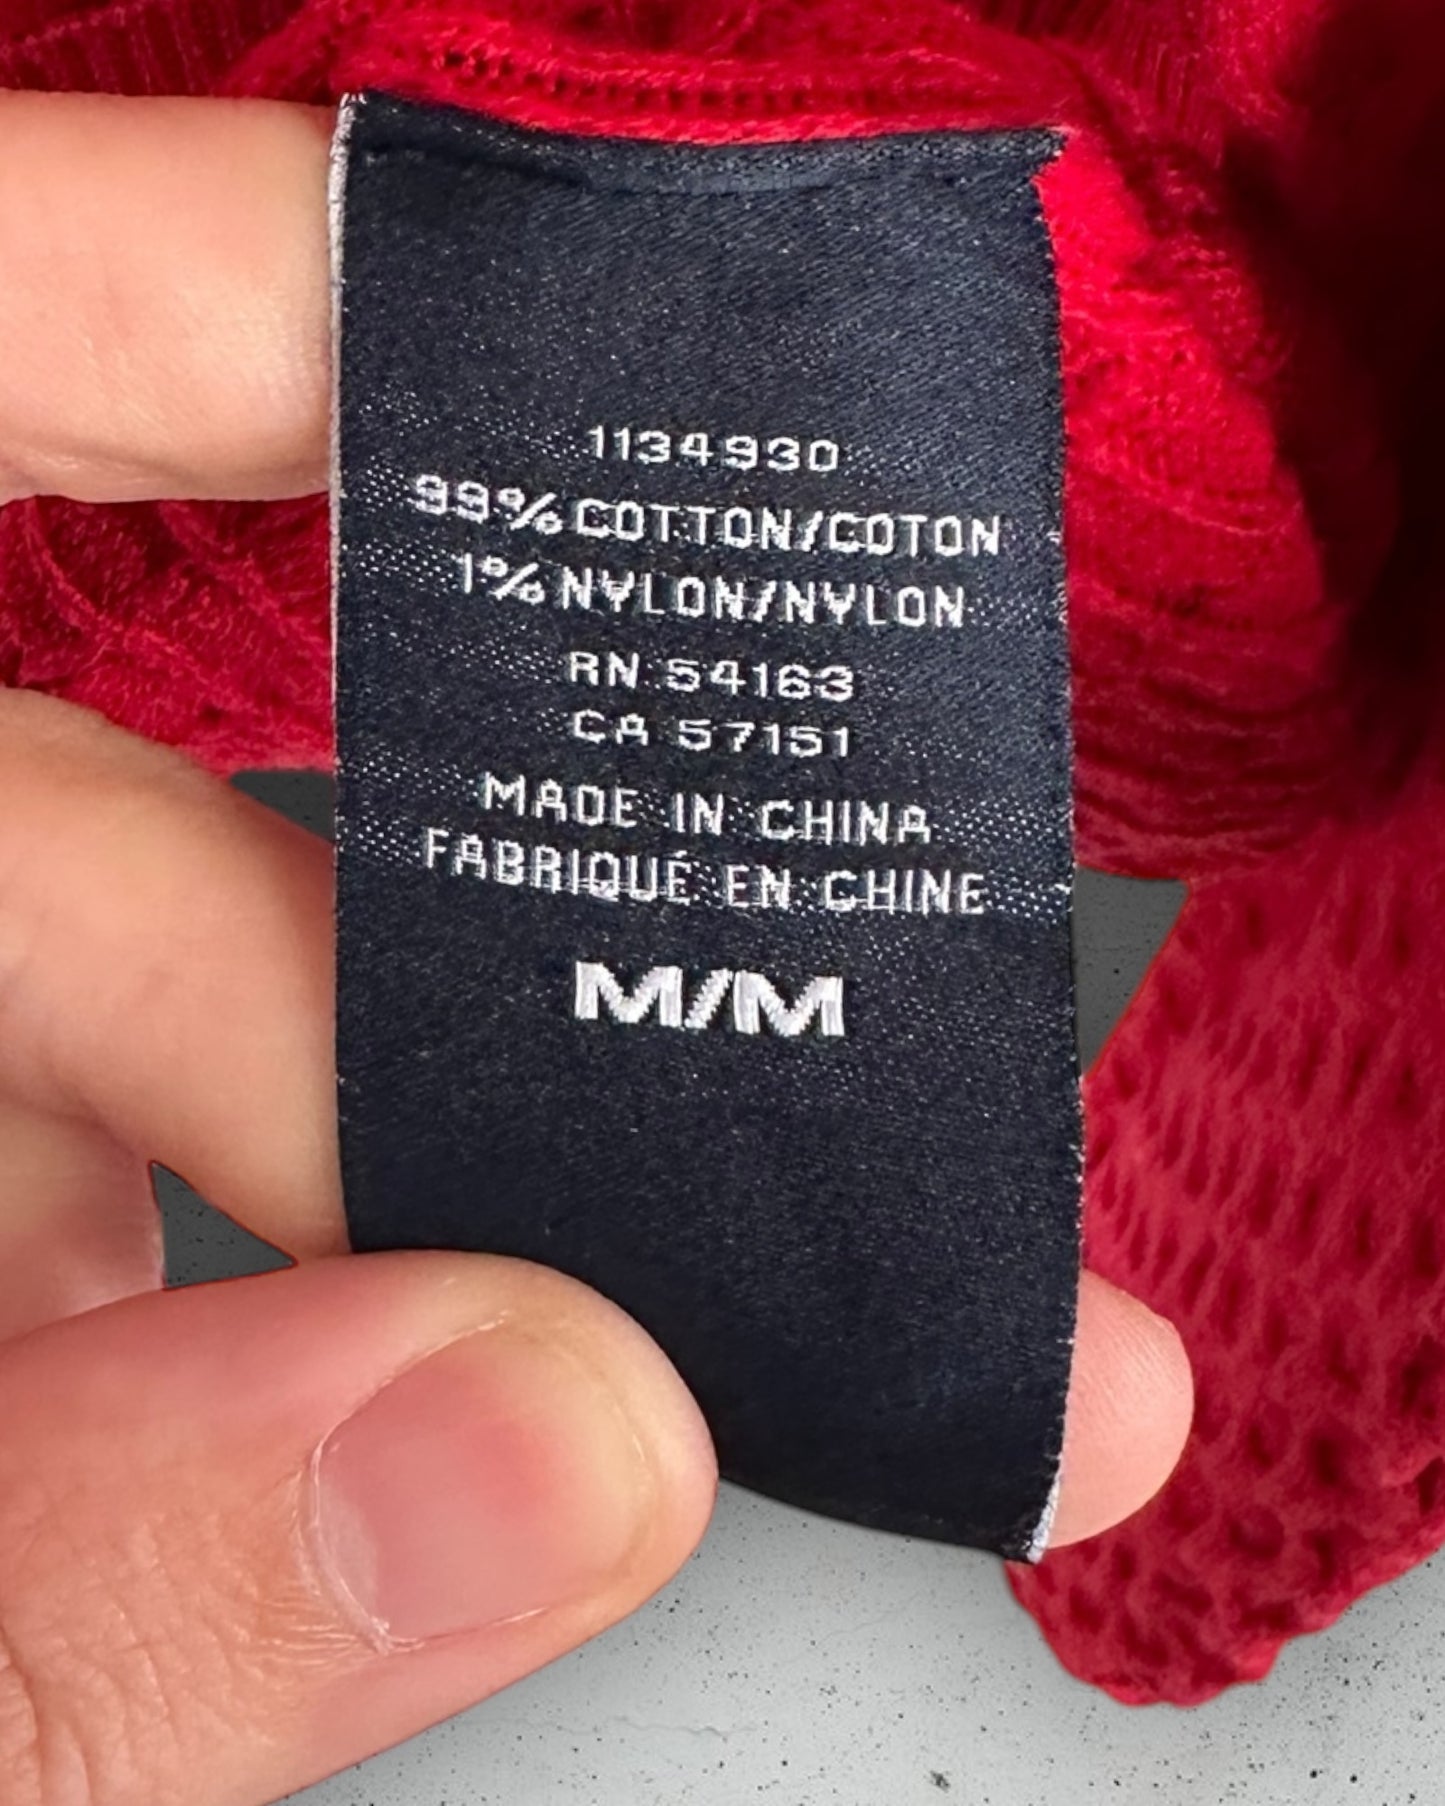 1134930
99% COTTON/COTON
1% NYLON/NYLON
RN 54163
CA 57151
MADE IN CHINA
FABRIQUÉ EN CHINE
M/M